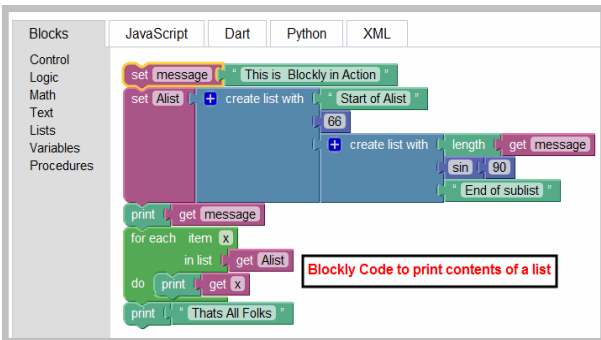 Blocks JavaScript Dart Python XML
Control
Logic
Math
Text
Lists
Variables
Procedures
set message “ This is Blockly in Action ”
set Alist + create list with “ Start of Alist ”
66
+ create list with length get message
sin 90
“ End of sublist ”
print get message
for each item x
in list get Alist
do print get x
print “ Thats All Folks ”
Blockly Code to print contents of a list